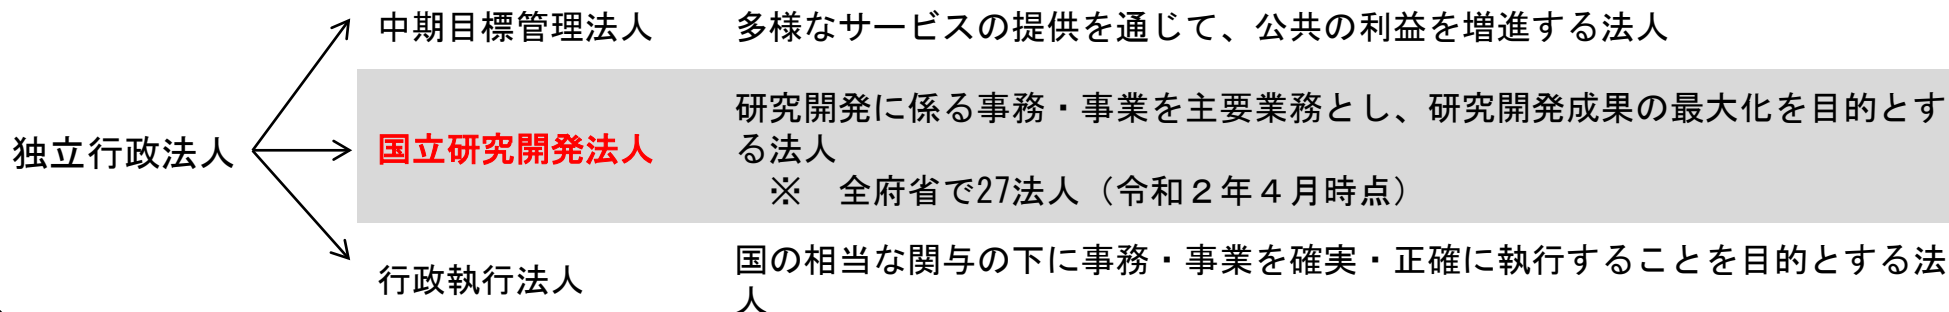 中期目標管理法人　多様なサービスの提供を通じて、公共の利益を増進する法人
独立行政法人
国立研究開発法人　研究開発に係る事務・事業を主要業務とし、研究開発成果の最大化を目的とす
る法人
※　全府省で27法人（令和２年４月時点）
行政執行法人　国の相当な関与の下に事務・事業を確実・正確に執行することを目的とする法
人